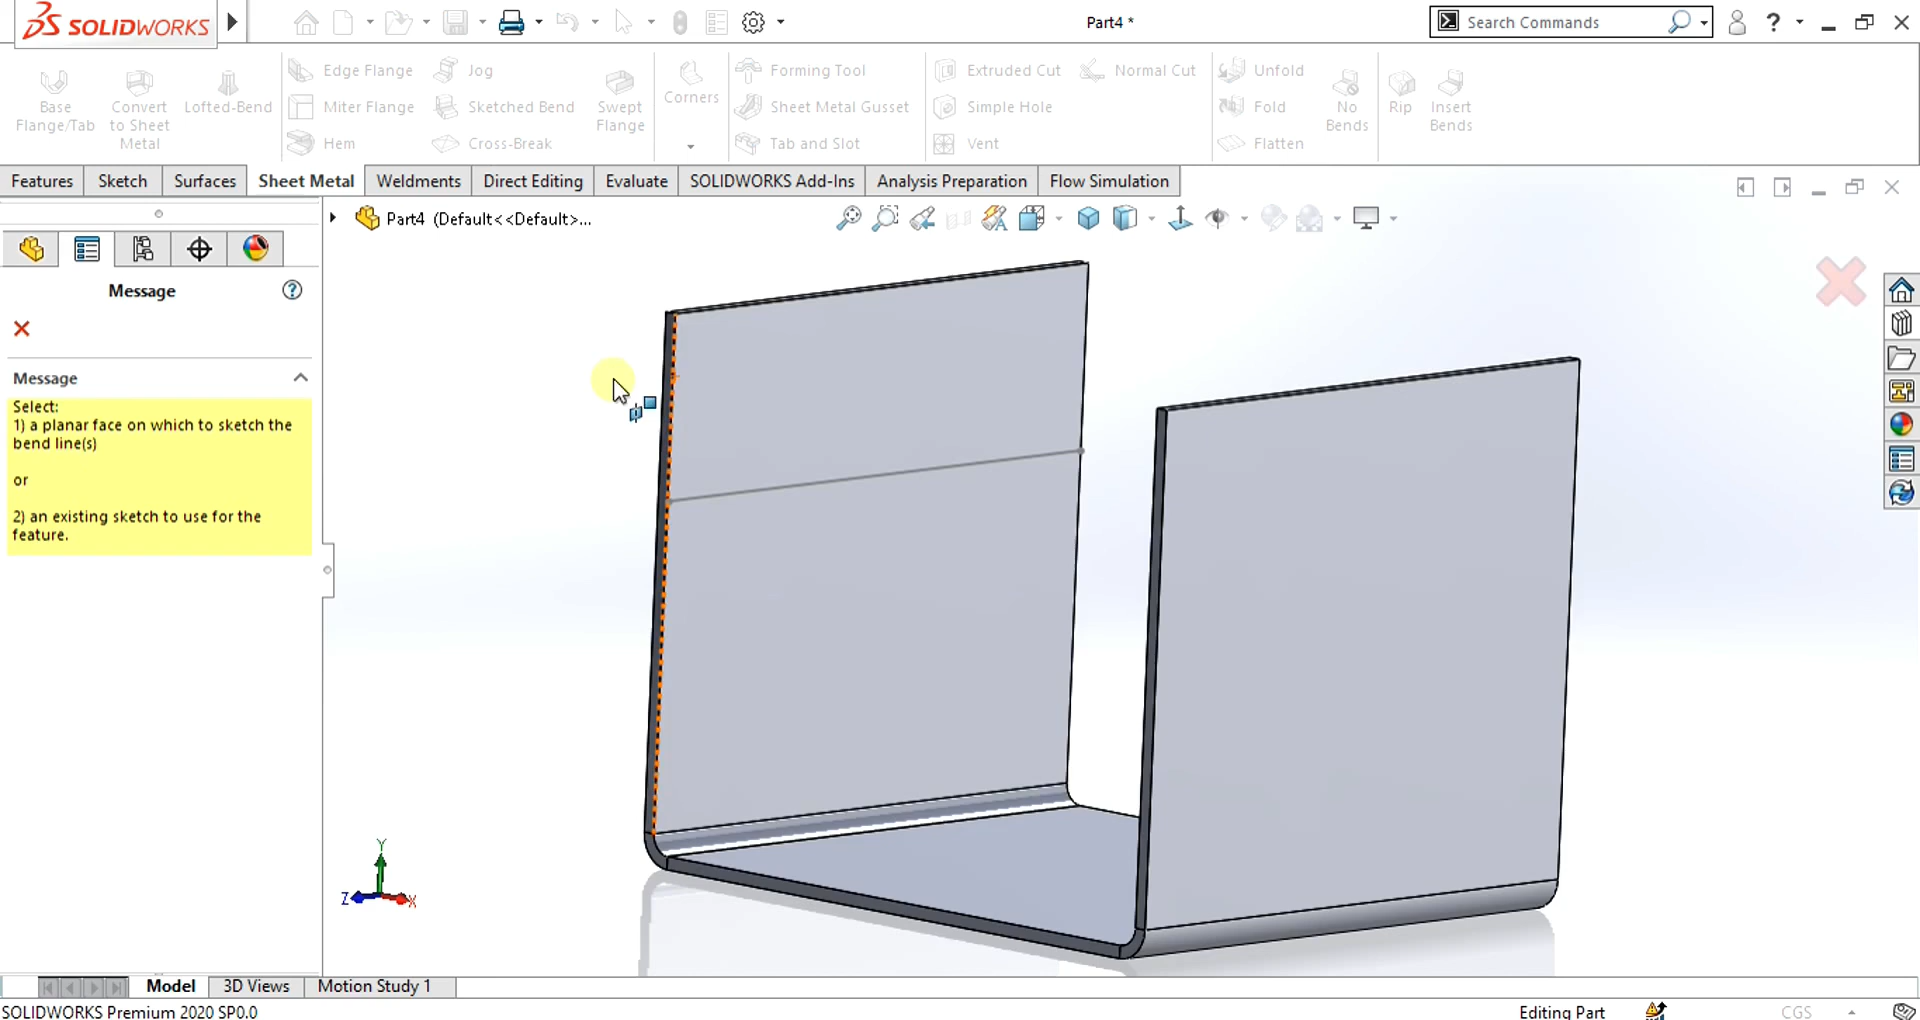 SOLIDWORKS
Part4 *
Search Commands
?
Base Flange/Tab
Convert to Sheet Metal
Lofted-Bend
Edge Flange
Miter Flange
Hem
Jog
Sketched Bend
Cross-Break
Swept Flange
Corners
Forming Tool
Sheet Metal Gusset
Tab and Slot
Extruded Cut
Simple Hole
Vent
Normal Cut
Unfold
Fold
Flatten
No Bends
Rip
Insert Bends
Features
Sketch
Surfaces
Sheet Metal
Weldments
Direct Editing
Evaluate
SOLIDWORKS Add-Ins
Analysis Preparation
Flow Simulation
Part4 (Default<<Default>...
Message
?
Message
Select:
1) a planar face on which to sketch the
bend line(s)
or
2) an existing sketch to use for the
feature.
Y
Z
X
Model
3D Views
Motion Study 1
SOLIDWORKS Premium 2020 SP0.0
Editing Part
CGS